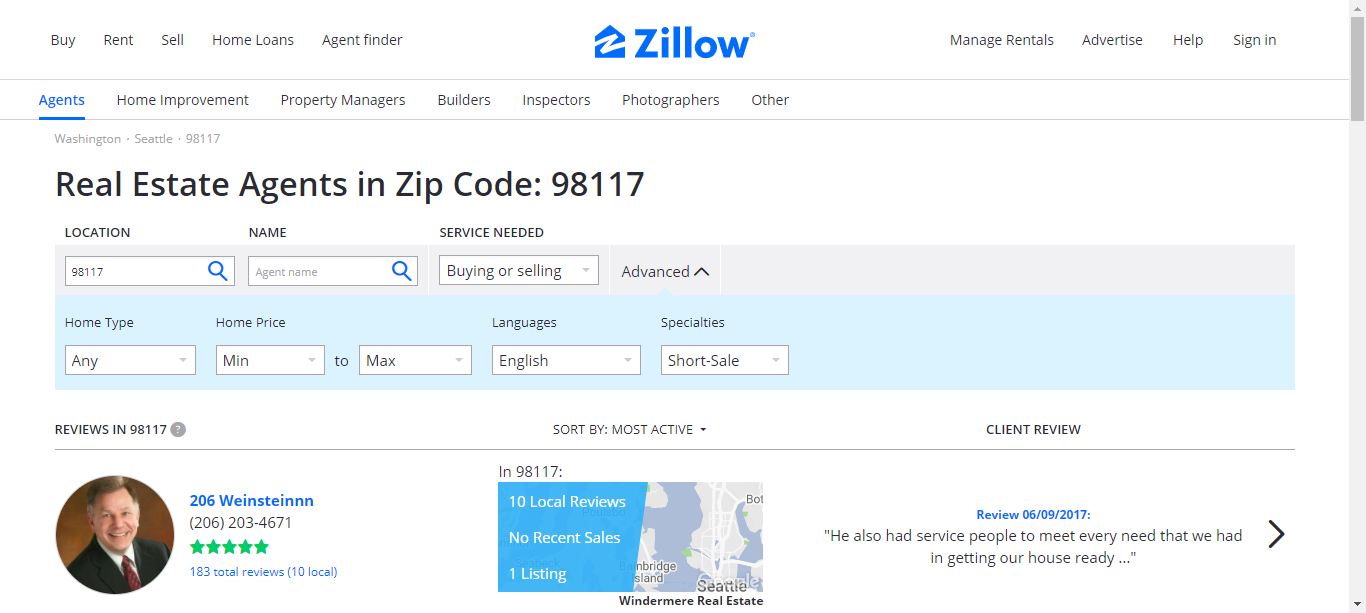 Buy Rent Sell Home Loans Agent finder Zillow® Manage Rentals Advertise Help Sign in
Agents Home Improvement Property Managers Builders Inspectors Photographers Other
Washington · Seattle · 98117
Real Estate Agents in Zip Code: 98117
LOCATION NAME SERVICE NEEDED
98117 Agent name Buying or selling Advanced
Home Type Home Price Languages Specialties
Any Min to Max English Short-Sale
REVIEWS IN 98117 ? SORT BY: MOST ACTIVE CLIENT REVIEW
206 Weinsteinnn
(206) 203-4671
183 total reviews (10 local)
In 98117:
10 Local Reviews
No Recent Sales
1 Listing
Bot
Bainbridge
Island
Seattle
Windermere Real Estate
Review 06/09/2017:
"He also had service people to meet every need that we had
in getting our house ready ..."